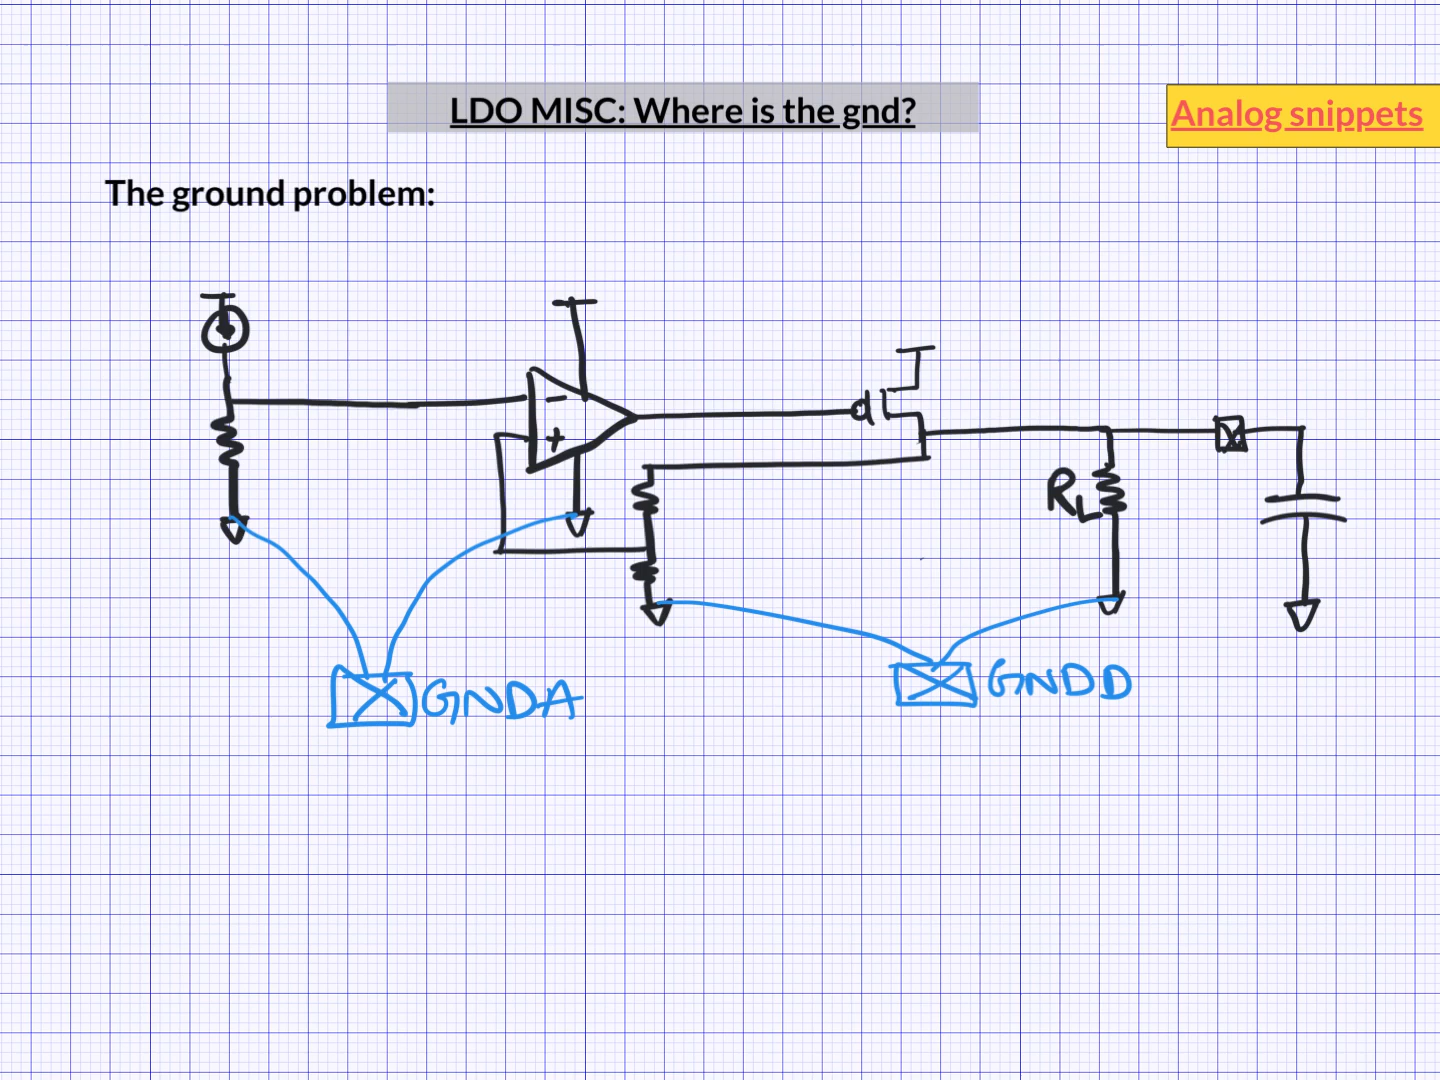 LDO MISC: Where is the gnd?
Analog snippets
The ground problem:
-
+
RL
GNDA
GNDD